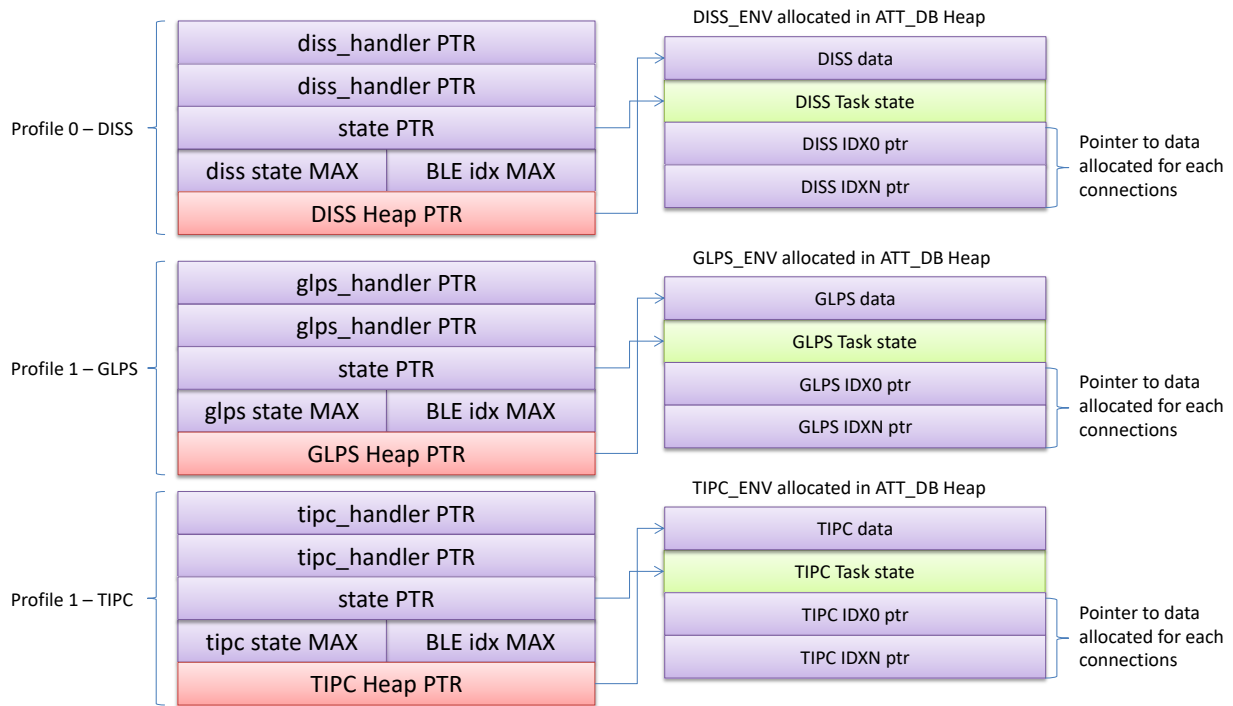 DISS_ENV allocated in ATT_DB Heap
Profile 0 – DISS
diss_handler PTR
diss_handler PTR
state PTR
diss state MAX
BLE idx MAX
DISS Heap PTR
DISS data
DISS Task state
DISS IDX0 ptr
DISS IDXN ptr
Pointer to data
allocated for each
connections
GLPS_ENV allocated in ATT_DB Heap
Profile 1 – GLPS
glps_handler PTR
glps_handler PTR
state PTR
glps state MAX
BLE idx MAX
GLPS Heap PTR
GLPS data
GLPS Task state
GLPS IDX0 ptr
GLPS IDXN ptr
Pointer to data
allocated for each
connections
TIPC_ENV allocated in ATT_DB Heap
Profile 1 – TIPC
tipc_handler PTR
tipc_handler PTR
state PTR
tipc state MAX
BLE idx MAX
TIPC Heap PTR
TIPC data
TIPC Task state
TIPC IDX0 ptr
TIPC IDXN ptr
Pointer to data
allocated for each
connections